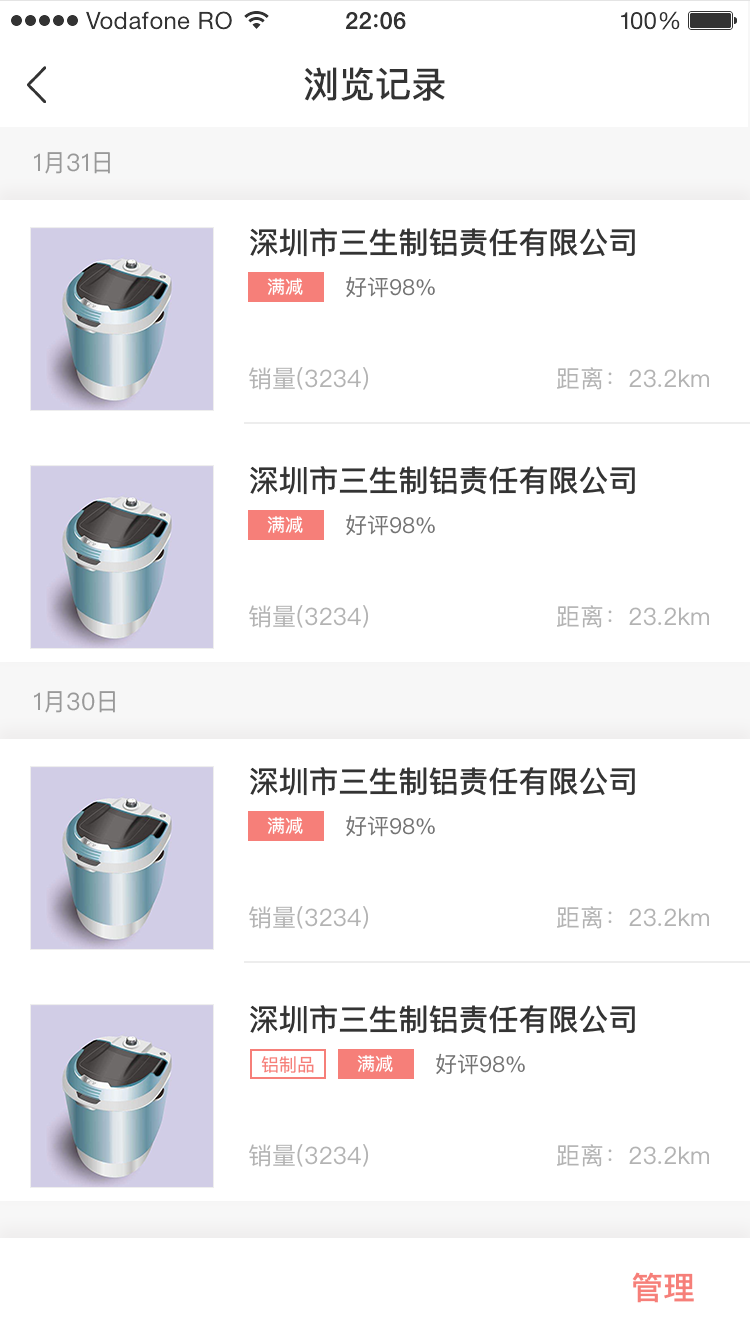 Vodafone RO 22:06 100%
浏览记录
1月31日
深圳市三生制铝责任有限公司
满减 好评98%
销量(3234) 距离：23.2km
深圳市三生制铝责任有限公司
满减 好评98%
销量(3234) 距离：23.2km
1月30日
深圳市三生制铝责任有限公司
满减 好评98%
销量(3234) 距离：23.2km
深圳市三生制铝责任有限公司
铝制品 满减 好评98%
销量(3234) 距离：23.2km
管理